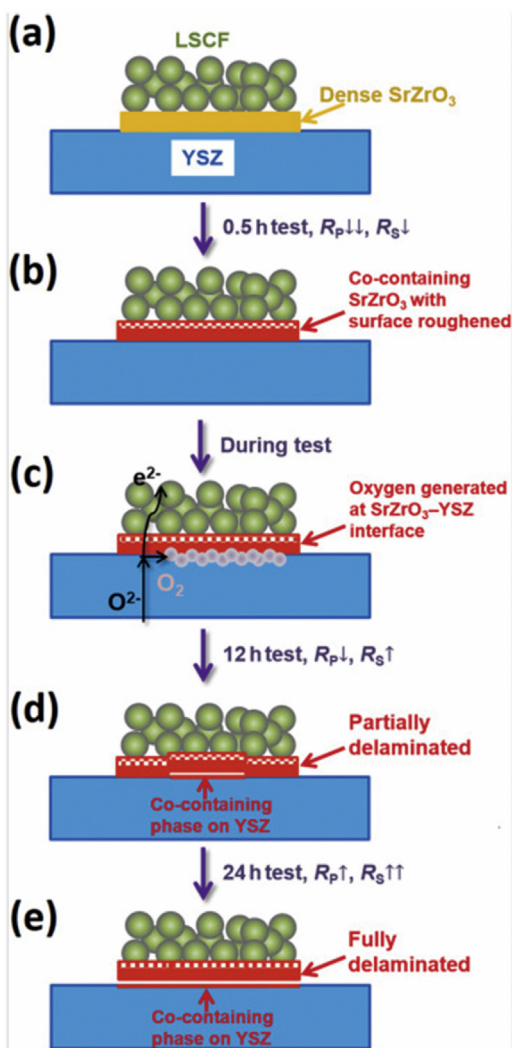 (a)
LSCF
Dense SrZrO₃
YSZ
0.5 h test, Rₚ↓↓, Rₛ↓
(b)
Co-containing
SrZrO₃ with
surface roughened
During test
(c)
e²⁻
Oxygen generated
at SrZrO₃–YSZ
interface
O₂
O²⁻
12 h test, Rₚ↓, Rₛ↑
(d)
Partially
delaminated
Co-containing
phase on YSZ
24 h test, Rₚ↑, Rₛ↑↑
(e)
Fully
delaminated
Co-containing
phase on YSZ